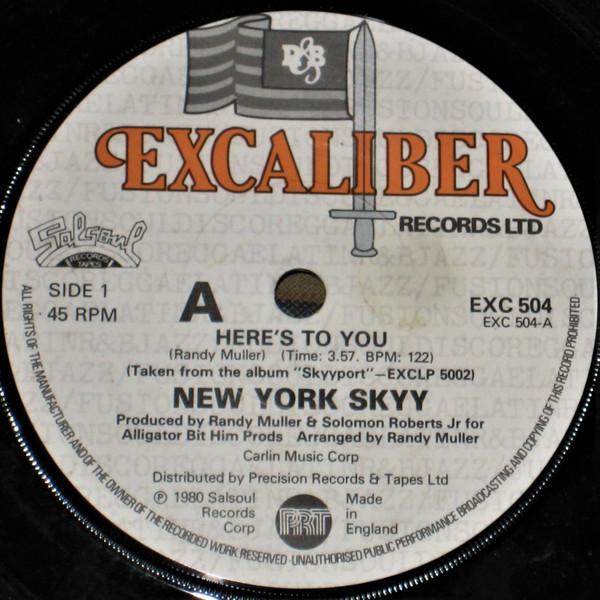 R&B
EXCALIBER
RECORDS LTD
Salsoul
RECORDS
TAPES
SIDE 1
45 RPM
A
EXC 504
EXC 504-A
HERE'S TO YOU
(Randy Muller) (Time: 3.57. BPM: 122)
(Taken from the album "Skyyport"—EXCLP 5002)
NEW YORK SKYY
Produced by Randy Muller & Solomon Roberts Jr for
Alligator Bit Him Prods Arranged by Randy Muller
Carlin Music Corp
Distributed by Precision Records & Tapes Ltd
℗ 1980 Salsoul
Records
Corp
PRT
Made
in
England
ALL RIGHTS OF THE MANUFACTURER AND OF THE OWNER OF THE RECORDED WORK RESERVED · UNAUTHORISED PUBLIC PERFORMANCE BROADCASTING AND COPYING OF THIS RECORD PROHIBITED